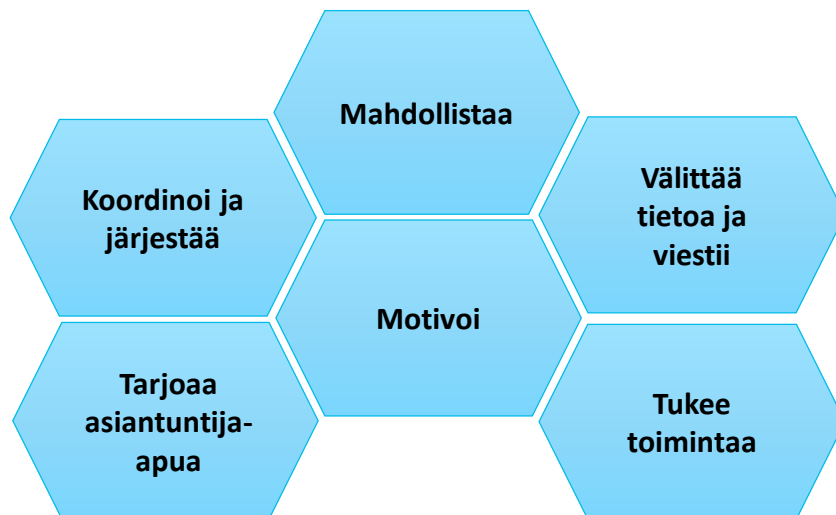 Mahdollistaa
Koordinoi ja
järjestää
Välittää
tietoa ja
viestii
Motivoi
Tarjoaa
asiantuntija-
apua
Tukee
toimintaa